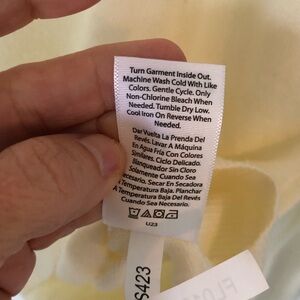 Turn Garment Inside Out.
Machine Wash Cold With Like
Colors. Gentle Cycle. Only
Non-Chlorine Bleach When
Needed. Tumble Dry Low.
Cool Iron On Reverse When
Needed.
Dar Vuelta La Prenda Del
Revés. Lavar A Máquina
En Agua Fría Con Colores
Similares. Ciclo Delicado.
Blanqueador Sin Cloro
Solamente Cuando Sea
Necesario. Secar En Secadora
A Temperatura Baja. Planchar
A Temperatura Baja Del Revés
Cuando Sea Necesario.
U23
S423